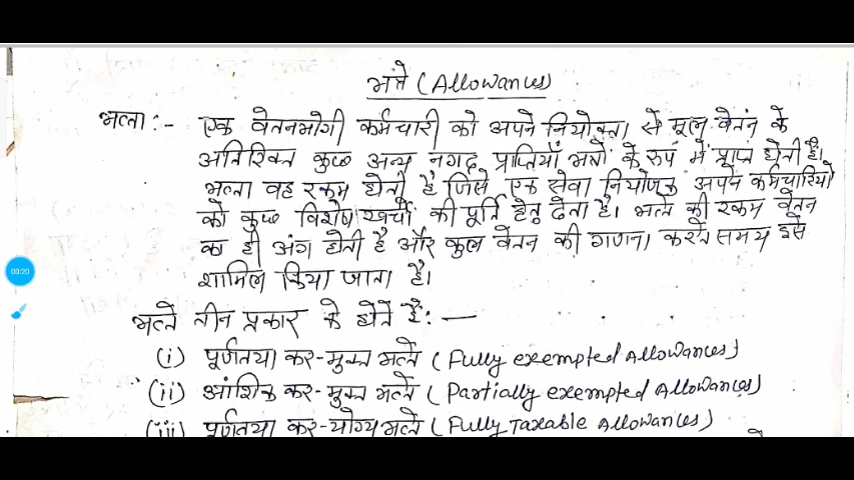 भत्ते (Allowances)
भत्ता :- एक वेतनभोगी कर्मचारी को अपने नियोक्ता से मूल वेतन के
अतिरिक्त कुछ अन्य नगद प्राप्तियाँ भत्तों के रूप में प्राप्त होती हैं।
भत्ता वह रकम होती है जिसे एक सेवा नियोजक अपने कर्मचारियों
को कुछ विशेष खर्चों की पूर्ति हेतु देता है। भत्ते की रकम वेतन
का ही अंग होती है और कुल वेतन की गणना करते समय इसे
शामिल किया जाता है।
भत्ते तीन प्रकार के होते हैं: —
(i) पूर्णतया कर-मुक्त भत्ते (Fully exempted Allowances)
(ii) आंशिक कर-मुक्त भत्ते (Partially exempted Allowances)
(iii) पूर्णतया कर-योग्य भत्ते (Fully Taxable Allowances)
00:20